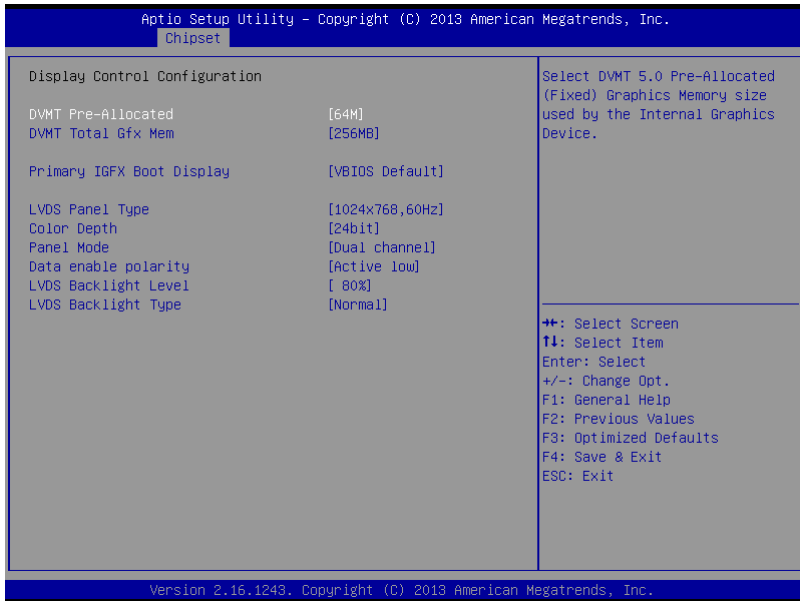 Aptio Setup Utility – Copyright (C) 2013 American Megatrends, Inc.
Chipset
Display Control Configuration
DVMT Pre-Allocated [64M]
DVMT Total Gfx Mem [256MB]
Primary IGFX Boot Display [VBIOS Default]
LVDS Panel Type [1024x768,60Hz]
Color Depth [24bit]
Panel Mode [Dual channel]
Data enable polarity [Active low]
LVDS Backlight Level [ 80%]
LVDS Backlight Type [Normal]
Select DVMT 5.0 Pre-Allocated
(Fixed) Graphics Memory size
used by the Internal Graphics
Device.
→←: Select Screen
↑↓: Select Item
Enter: Select
+/-: Change Opt.
F1: General Help
F2: Previous Values
F3: Optimized Defaults
F4: Save & Exit
ESC: Exit
Version 2.16.1243. Copyright (C) 2013 American Megatrends, Inc.